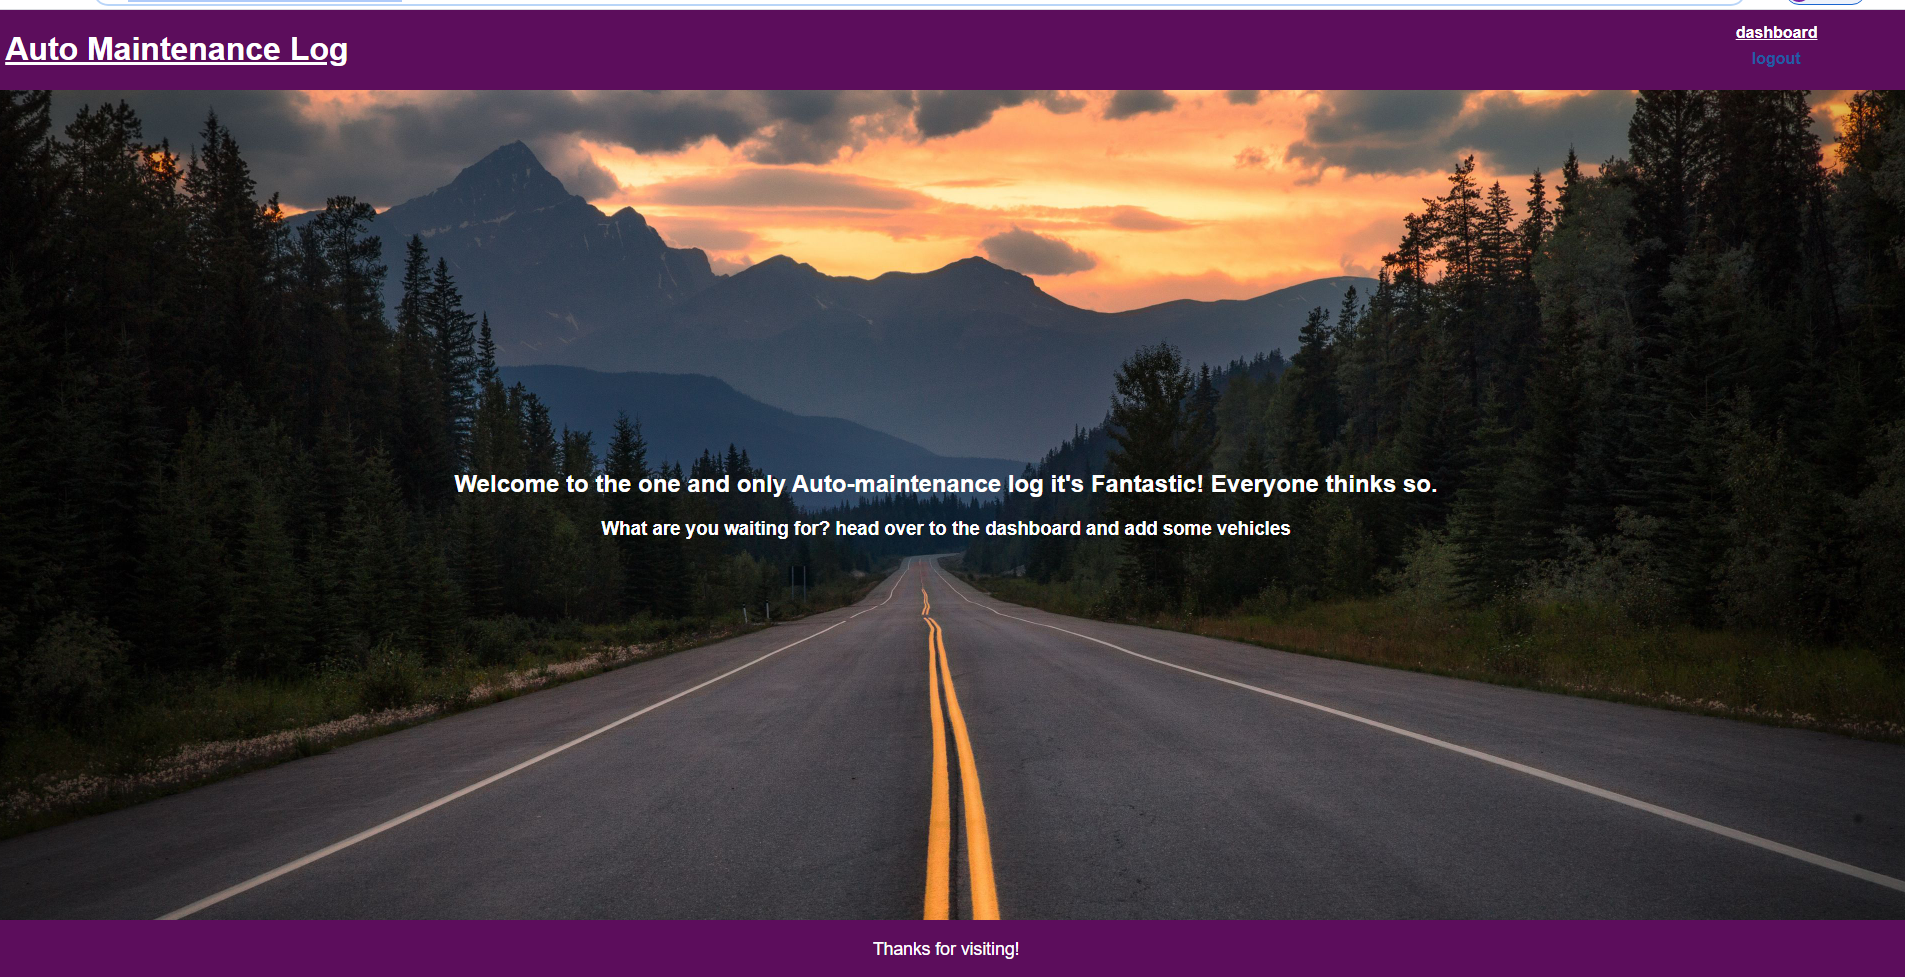 Auto Maintenance Log
dashboard
logout
Welcome to the one and only Auto-maintenance log it's Fantastic! Everyone thinks so.
What are you waiting for? head over to the dashboard and add some vehicles
Thanks for visiting!